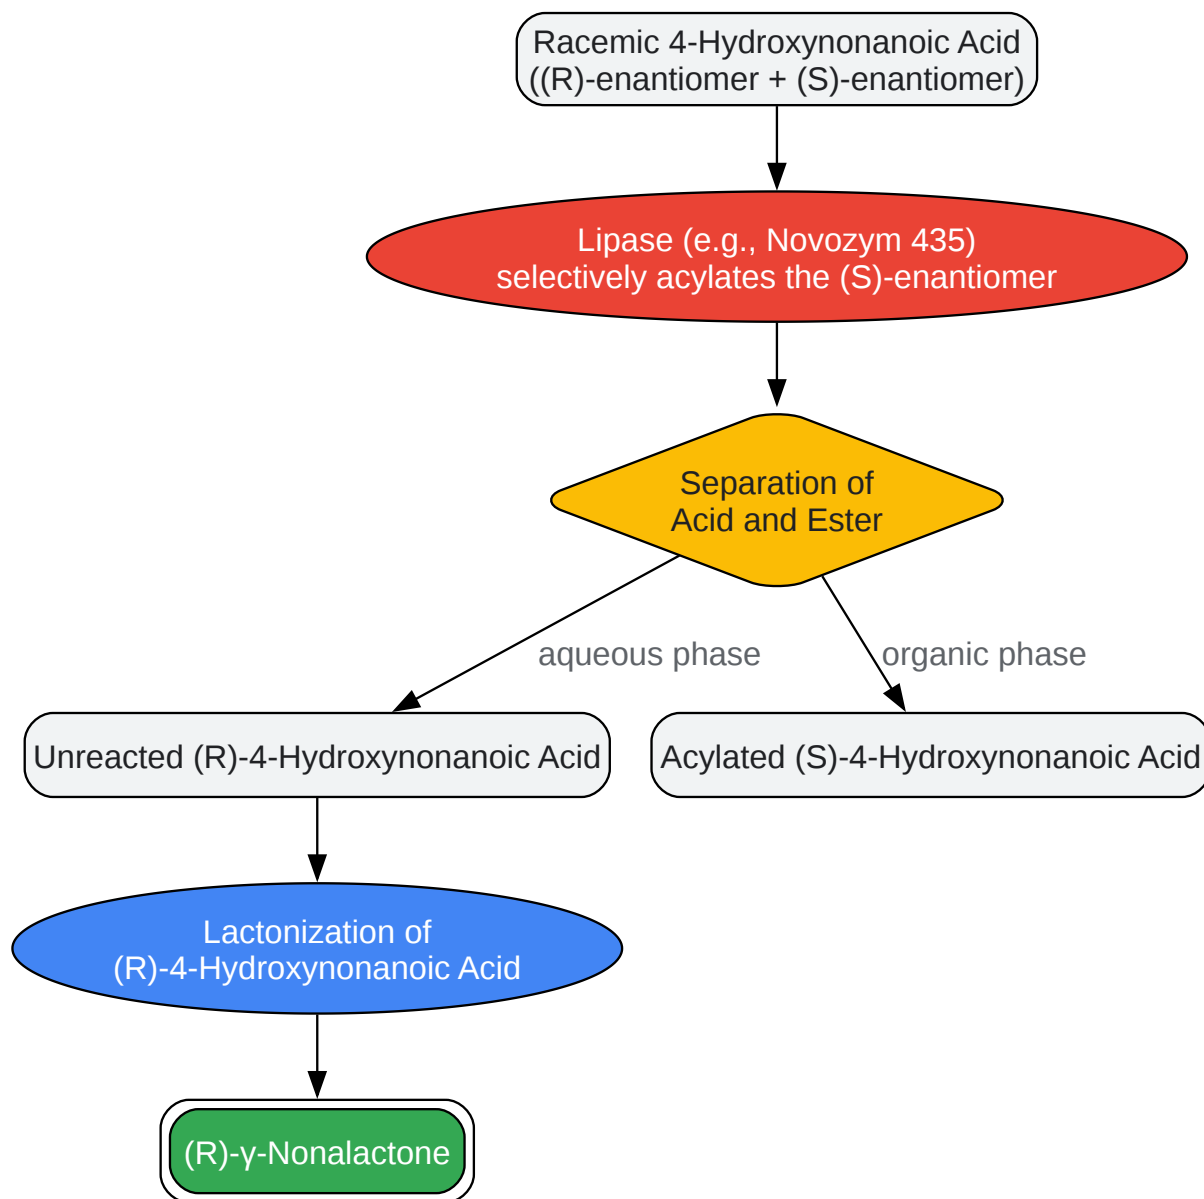 Racemic 4-Hydroxynonanoic Acid
((R)-enantiomer + (S)-enantiomer)
Lipase (e.g., Novozym 435)
selectively acylates the (S)-enantiomer
Separation of
Acid and Ester
aqueous phase
organic phase
Unreacted (R)-4-Hydroxynonanoic Acid
Acylated (S)-4-Hydroxynonanoic Acid
Lactonization of
(R)-4-Hydroxynonanoic Acid
(R)-γ-Nonalactone